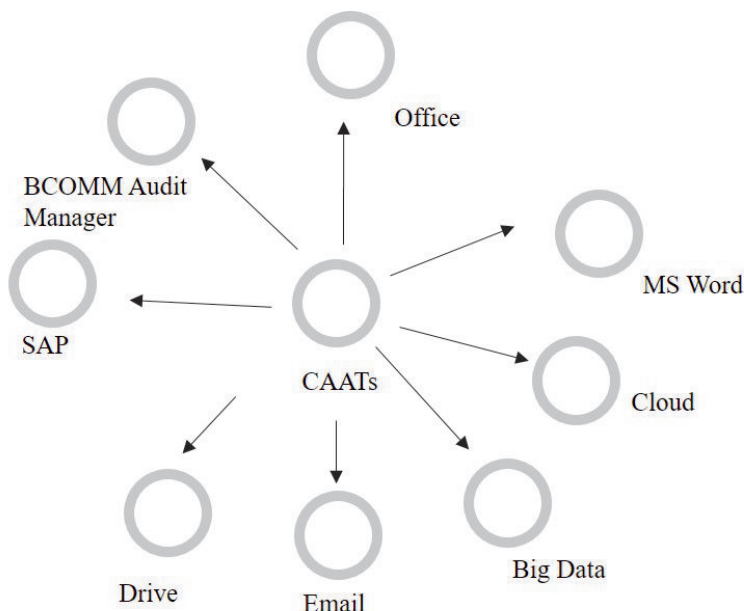 Office
BCOMM Audit
Manager
MS Word
SAP
CAATs
Cloud
Big Data
Drive
Email